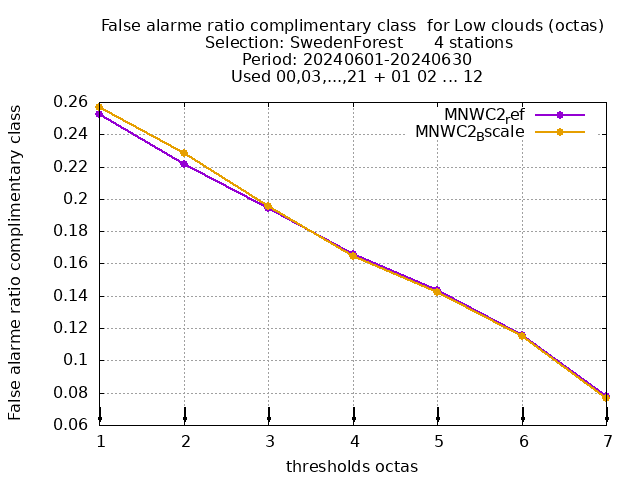 False alarme ratio complimentary class  for Low clouds (octas)
Selection: SwedenForest      4 stations
Period: 20240601-20240630
Used 00,03,...,21 + 01 02 ... 12
False alarme ratio complimentary class
MNWC2_ref
MNWC2_Bscale
0.26
0.24
0.22
0.2
0.18
0.16
0.14
0.12
0.1
0.08
0.06
1 2 3 4 5 6 7
thresholds octas